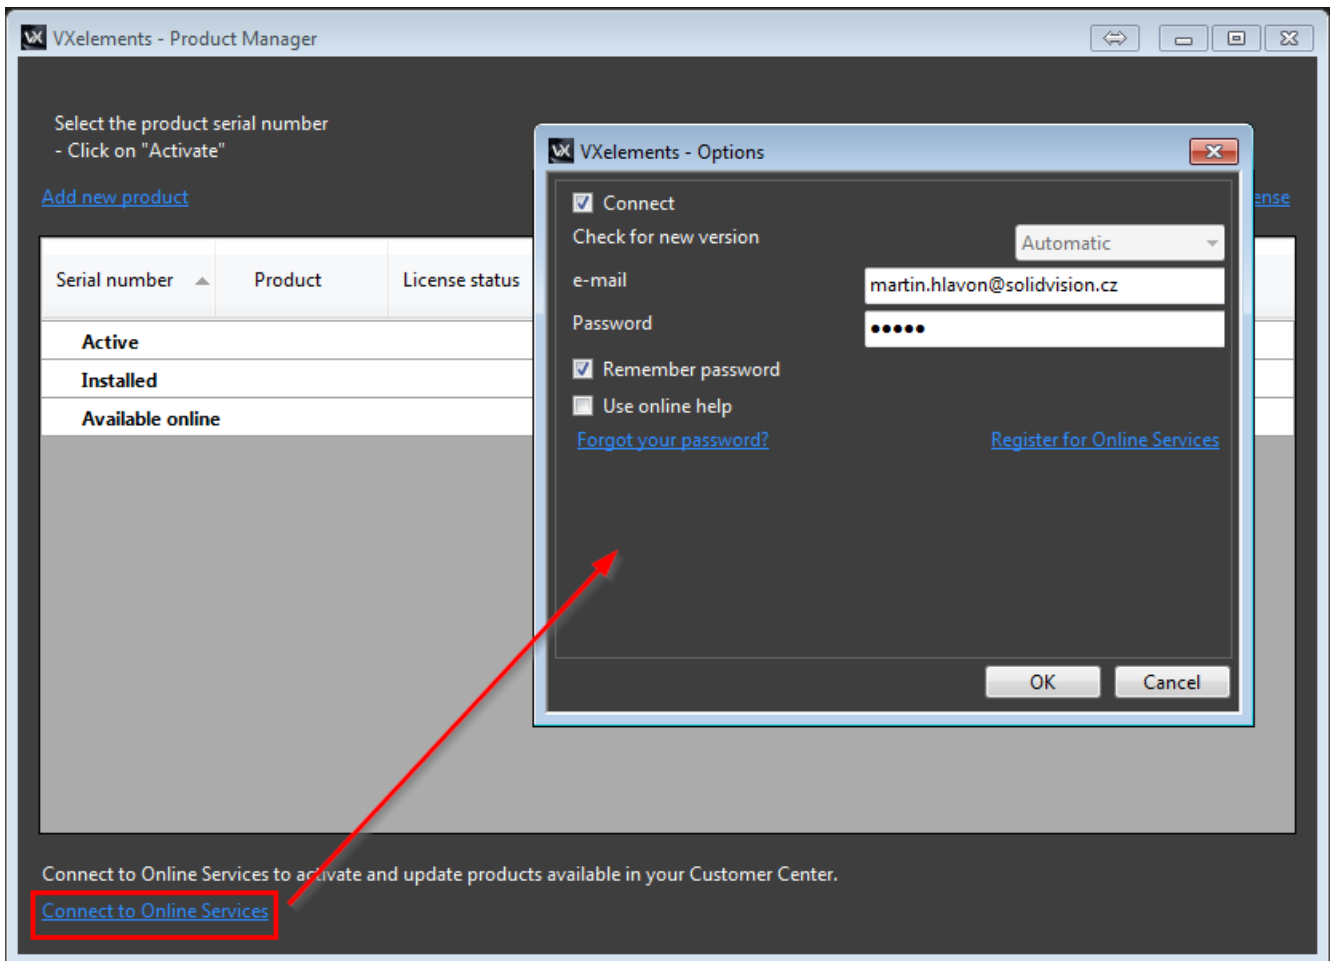 VXelements - Product Manager
Select the product serial number
- Click on "Activate"
Add new product
ense
Serial number
Product
License status
Active
Installed
Available online
VXelements - Options
Connect
Check for new version
Automatic
e-mail
martin.hlavon@solidvision.cz
Password
•••••
Remember password
Use online help
Forgot your password?
Register for Online Services
OK
Cancel
Connect to Online Services to activate and update products available in your Customer Center.
Connect to Online Services